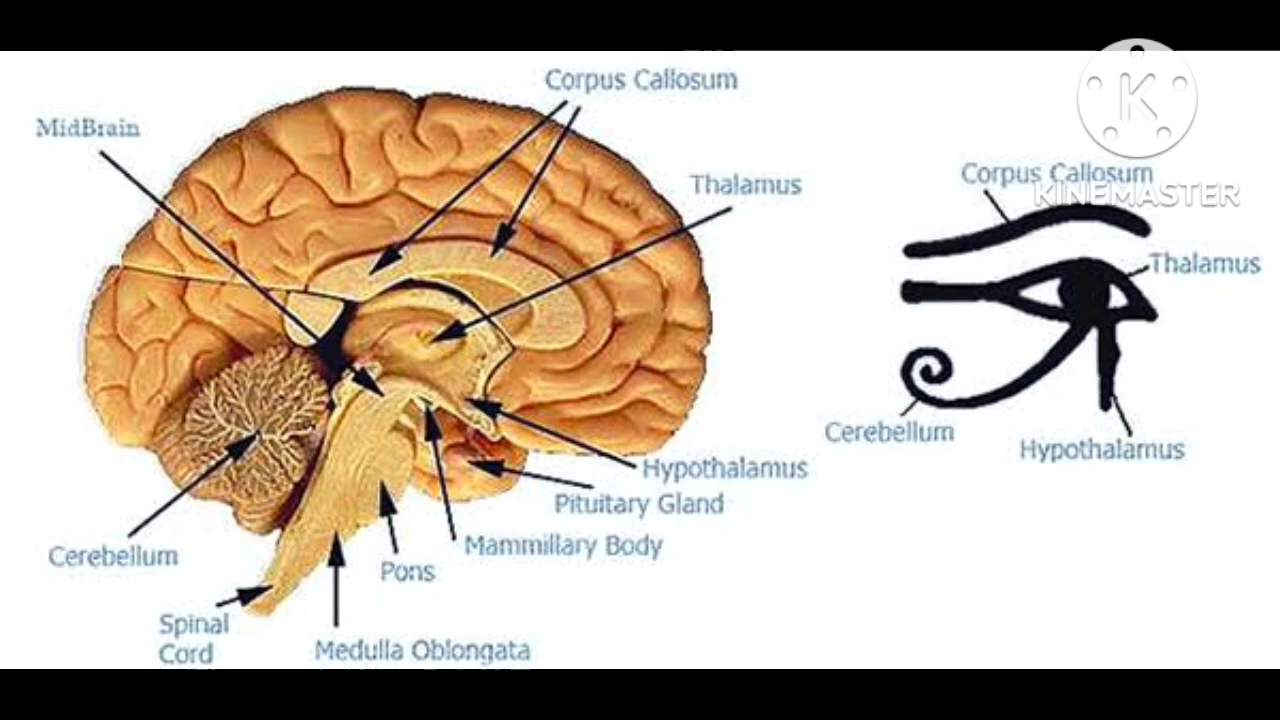 Corpus Callosum
MidBrain
Thalamus
K
KINEMASTER
Corpus Callosum
Thalamus
Cerebellum
Hypothalamus
Hypothalamus
Pituitary Gland
Mammillary Body
Cerebellum
Pons
Spinal
Cord
Medulla Oblongata